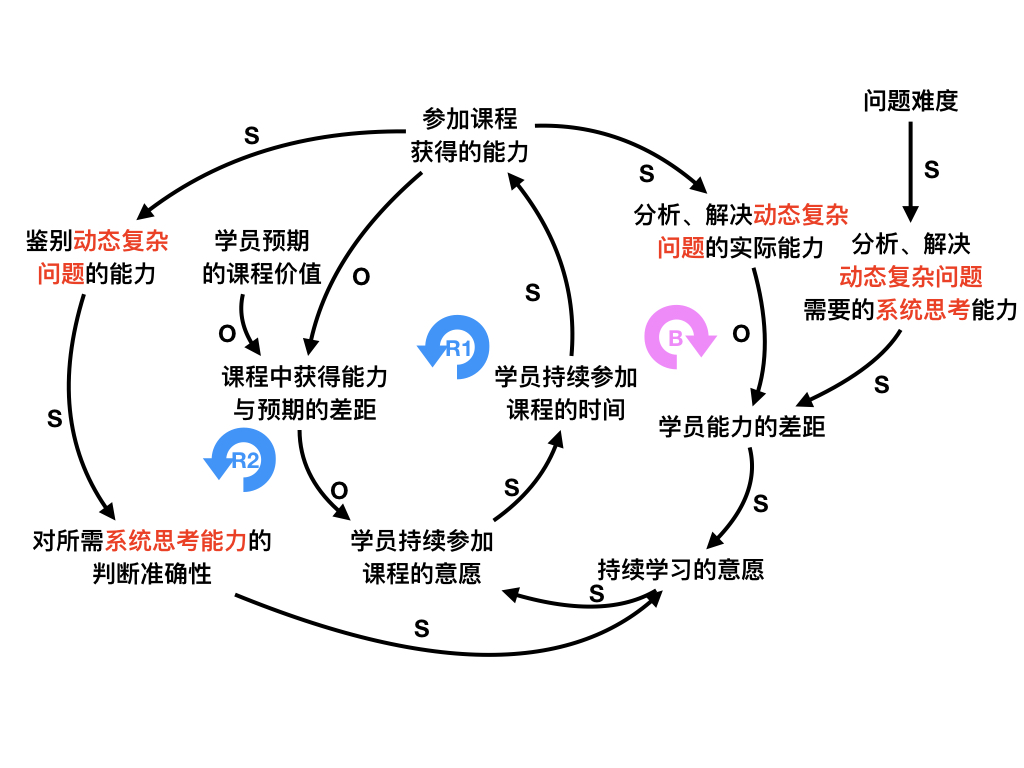 问题难度
参加课程
获得的能力
S
S
S
分析、解决动态复杂
问题的实际能力
鉴别动态复杂
问题的能力
学员预期
的课程价值
分析、解决
动态复杂问题
需要的系统思考能力
O
S
O
O
R1
B
S
课程中获得能力
与预期的差距
学员持续参加
课程的时间
S
学员能力的差距
R2
O
S
S
对所需系统思考能力的
判断准确性
学员持续参加
课程的意愿
持续学习的意愿
S
S